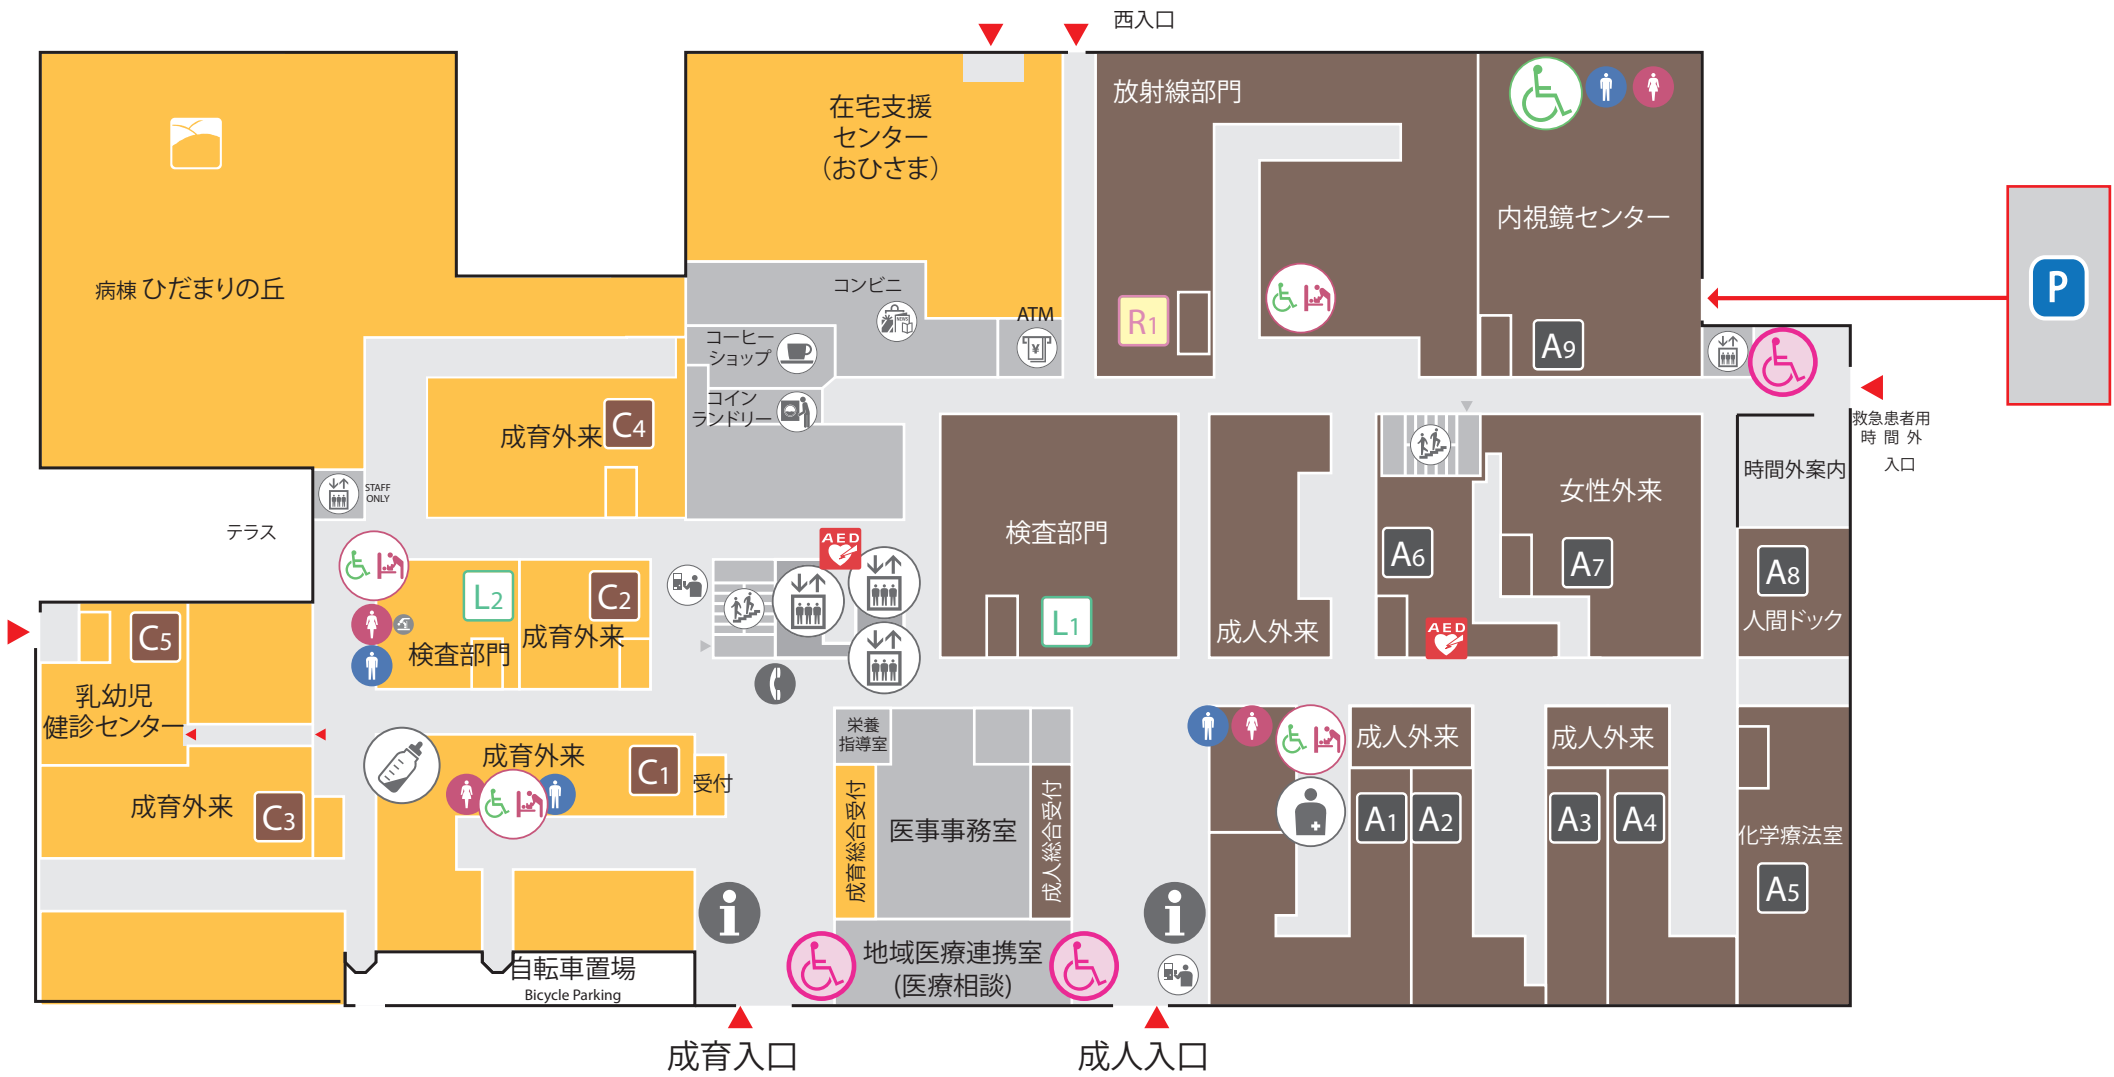 西入口
在宅支援
センター
（おひさま）
放射線部門
内視鏡センター
病棟 ひだまりの丘
コンビニ
NEWS
ATM
¥
コーヒー
ショップ
コイン
ランドリー
R1
A9
P
救急患者用
時 間 外
入口
時間外案内
成育外来
C4
STAFF
ONLY
テラス
AED
検査部門
L1
成人外来
A6
女性外来
A7
A8
人間ドック
AED
L2
検査部門
C2
成育外来
C5
乳幼児
健診センター
成育外来
C3
成育外来
C1
受付
栄養
指導室
成育総合受付
医事事務室
成人総合受付
成人外来
A1
A2
成人外来
A3
A4
化学療法室
A5
i
i
地域医療連携室
(医療相談)
自転車置場
Bicycle Parking
成育入口
成人入口